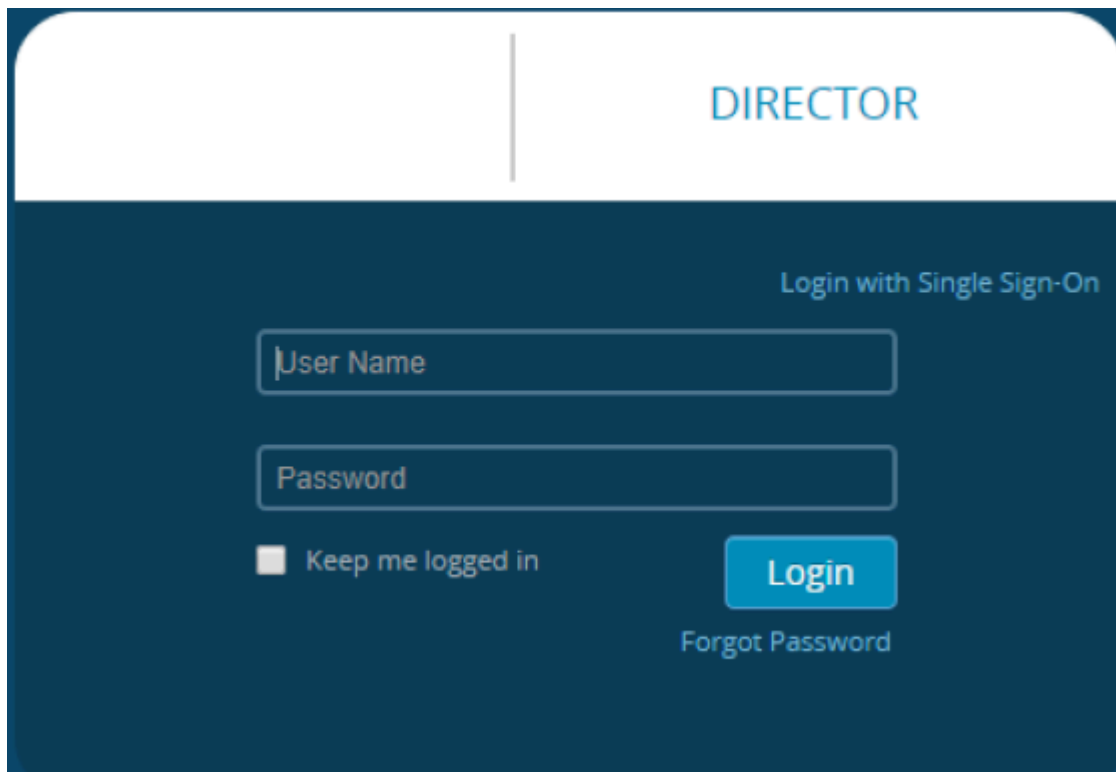 DIRECTOR
Login with Single Sign-On
User Name
Password
Keep me logged in
Login
Forgot Password